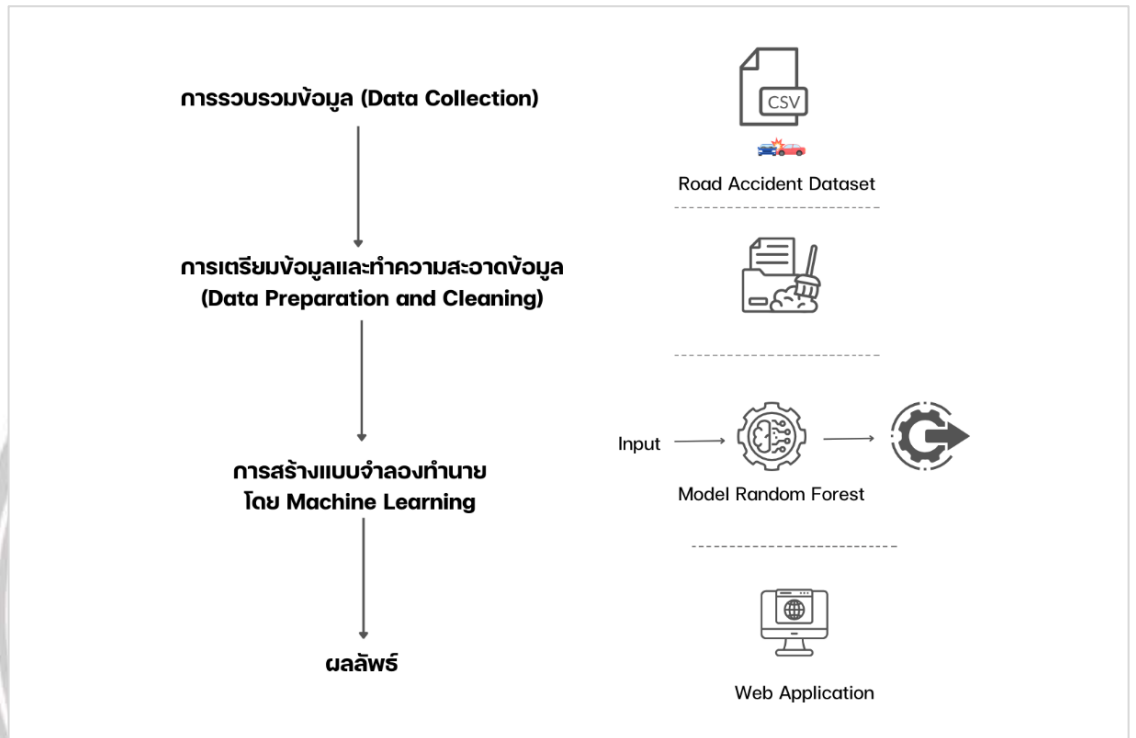 การรวบรวมข้อมูล (Data Collection)
CSV
Road Accident Dataset
การเตรียมข้อมูลและทำความสะอาดข้อมูล
(Data Preparation and Cleaning)
การสร้างแบบจำลองทำนาย
โดย Machine Learning
Input
Model Random Forest
ผลลัพธ์
Web Application